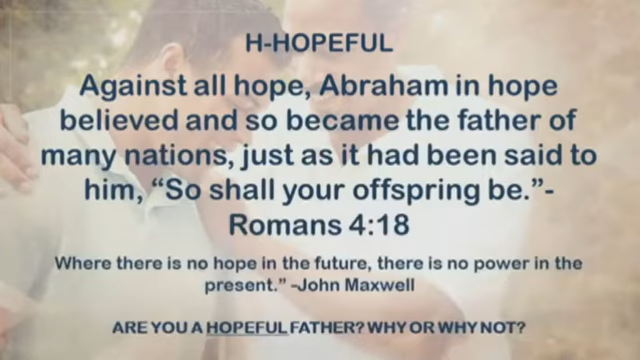 H-HOPEFUL
Against all hope, Abraham in hope
believed and so became the father of
many nations, just as it had been said to
him, “So shall your offspring be.”-
Romans 4:18
Where there is no hope in the future, there is no power in the
present.” –John Maxwell
ARE YOU A HOPEFUL FATHER? WHY OR WHY NOT?